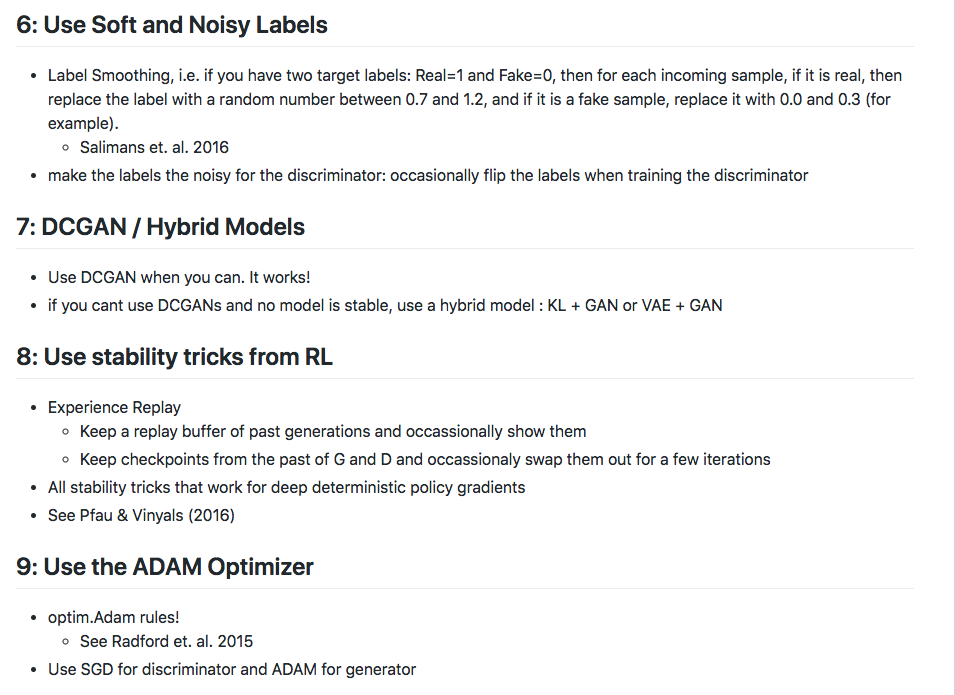 6: Use Soft and Noisy Labels
• Label Smoothing, i.e. if you have two target labels: Real=1 and Fake=0, then for each incoming sample, if it is real, then
replace the label with a random number between 0.7 and 1.2, and if it is a fake sample, replace it with 0.0 and 0.3 (for
example).
◦ Salimans et. al. 2016
• make the labels the noisy for the discriminator: occasionally flip the labels when training the discriminator
7: DCGAN / Hybrid Models
• Use DCGAN when you can. It works!
• if you cant use DCGANs and no model is stable, use a hybrid model : KL + GAN or VAE + GAN
8: Use stability tricks from RL
• Experience Replay
◦ Keep a replay buffer of past generations and occassionally show them
◦ Keep checkpoints from the past of G and D and occassionaly swap them out for a few iterations
• All stability tricks that work for deep deterministic policy gradients
• See Pfau & Vinyals (2016)
9: Use the ADAM Optimizer
• optim.Adam rules!
◦ See Radford et. al. 2015
• Use SGD for discriminator and ADAM for generator